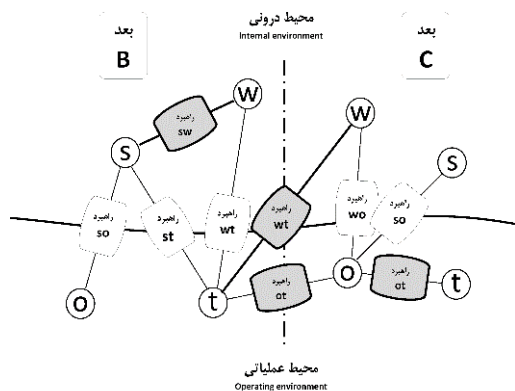 محیط درونی
Internal environment
بعد
B
بعد
C
w
راهبرد
sw
w
s
s
راهبرد
so
راهبرد
st
راهبرد
wt
راهبرد
wt
راهبرد
wo
راهبرد
so
o
t
راهبرد
ot
o
راهبرد
ot
t
محیط عملیاتی
Operating environment